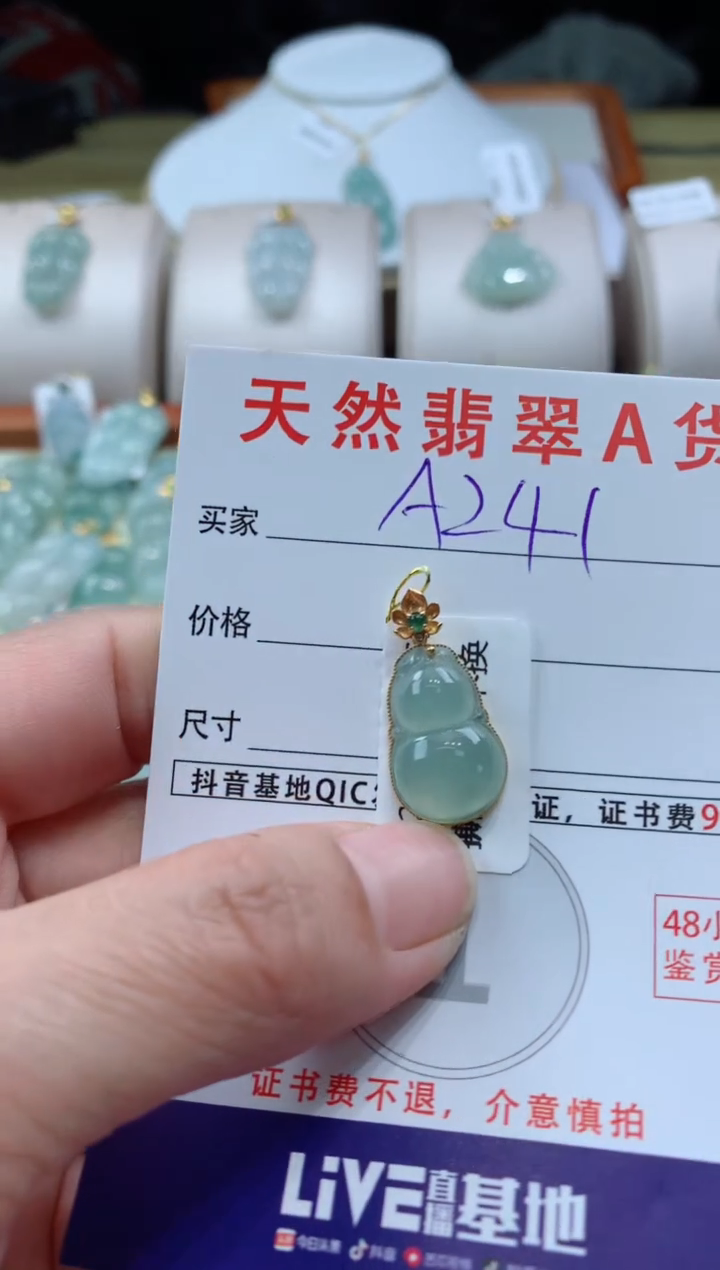 天然翡翠A货
买家 A241
价格
换
尺寸
抖音基地QIC
证，证书费9
48小
鉴赏
证书费不退，介意慎拍
LiVE直播基地
今日头条 抖音